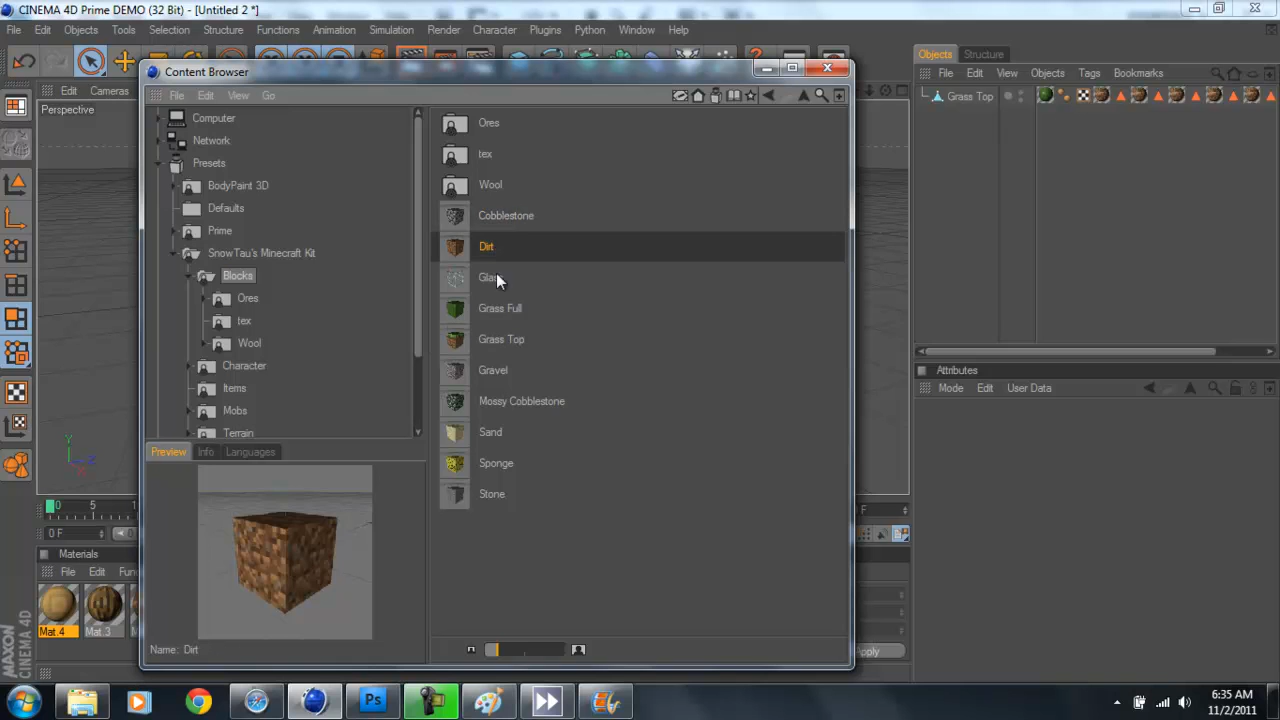 CINEMA 4D Prime DEMO (32 Bit) - [Untitled 2 *]
File Edit Objects Tools Selection Structure Functions Animation Simulation Render Character Plugins Python Window Help
Content Browser
Objects Structure
File Edit View Objects Tags Bookmarks
Edit Cameras
File Edit View Go
Perspective
Grass Top
Computer
Network
Presets
BodyPaint 3D
Defaults
Prime
SnowTau's Minecraft Kit
Blocks
Ores
tex
Wool
Character
Items
Mobs
Terrain
Ores
tex
Wool
Cobblestone
Dirt
Grass Full
Grass Top
Gravel
Mossy Cobblestone
Sand
Sponge
Stone
Attributes
Mode Edit User Data
Y
Z
X
Preview Info Languages
0 5 10
0 F
F
Materials
File Edit
Mat.4 Mat.3
Name: Dirt
Apply
MAXON
CINEMA 4D
Ps
6:35 AM
11/2/2011